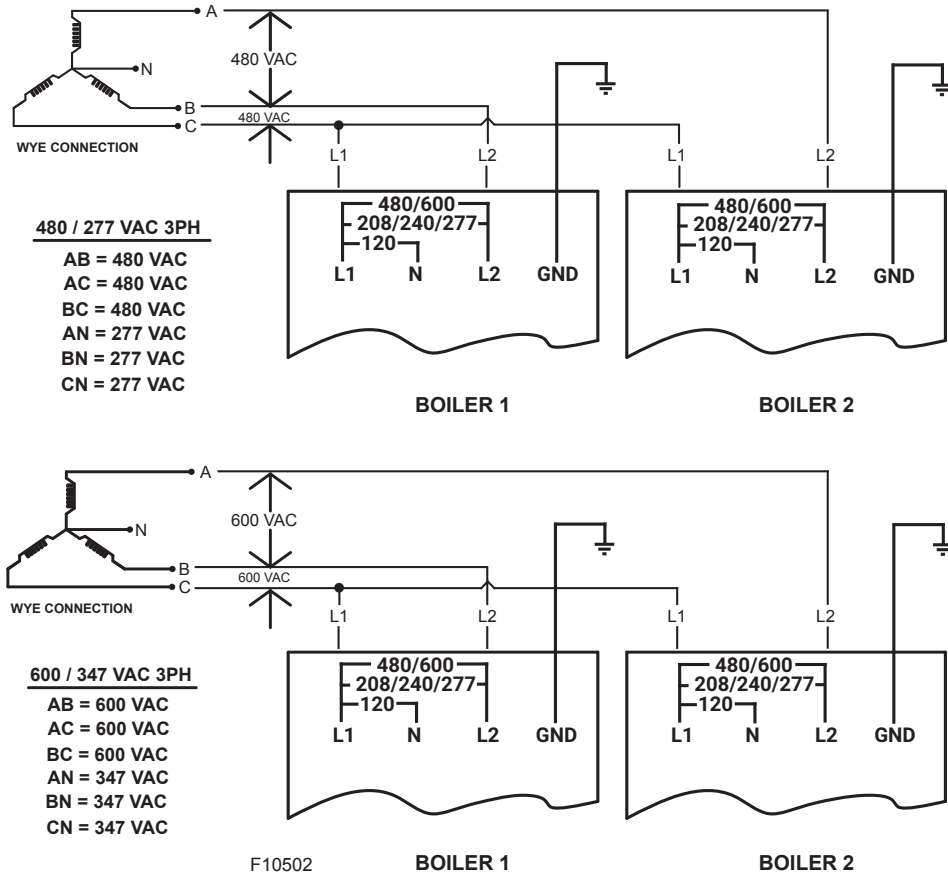 A
480 VAC
N
B
480 VAC
C
WYE CONNECTION
L1
L2
L1
L2
480 / 277 VAC 3PH
AB = 480 VAC
AC = 480 VAC
BC = 480 VAC
AN = 277 VAC
BN = 277 VAC
CN = 277 VAC
480/600
208/240/277
120
L1 N L2 GND
BOILER 1
480/600
208/240/277
120
L1 N L2 GND
BOILER 2
A
600 VAC
N
B
600 VAC
C
WYE CONNECTION
L1
L2
L1
L2
600 / 347 VAC 3PH
AB = 600 VAC
AC = 600 VAC
BC = 600 VAC
AN = 347 VAC
BN = 347 VAC
CN = 347 VAC
480/600
208/240/277
120
L1 N L2 GND
BOILER 1
480/600
208/240/277
120
L1 N L2 GND
BOILER 2
F10502